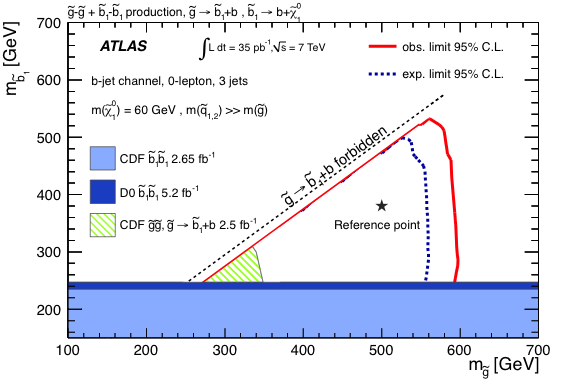 g̃-g̃ + b̃₁-b̃₁ production, g̃ → b̃₁+b , b̃₁ → b+χ̃₁⁰
ATLAS
∫L dt = 35 pb⁻¹,√s = 7 TeV
obs. limit 95% C.L.
exp. limit 95% C.L.
b-jet channel, 0-lepton, 3 jets
m(χ̃₁⁰) = 60 GeV , m(q̃₁,₂) >> m(g̃)
CDF b̃₁b̃₁ 2.65 fb⁻¹
D0 b̃₁b̃₁ 5.2 fb⁻¹
CDF g̃g̃, g̃ → b̃₁+b 2.5 fb⁻¹
g̃ → b̃₁+b forbidden
Reference point
m b̃₁ [GeV]
700
600
500
400
300
200
100 200 300 400 500 600 700
m g̃ [GeV]